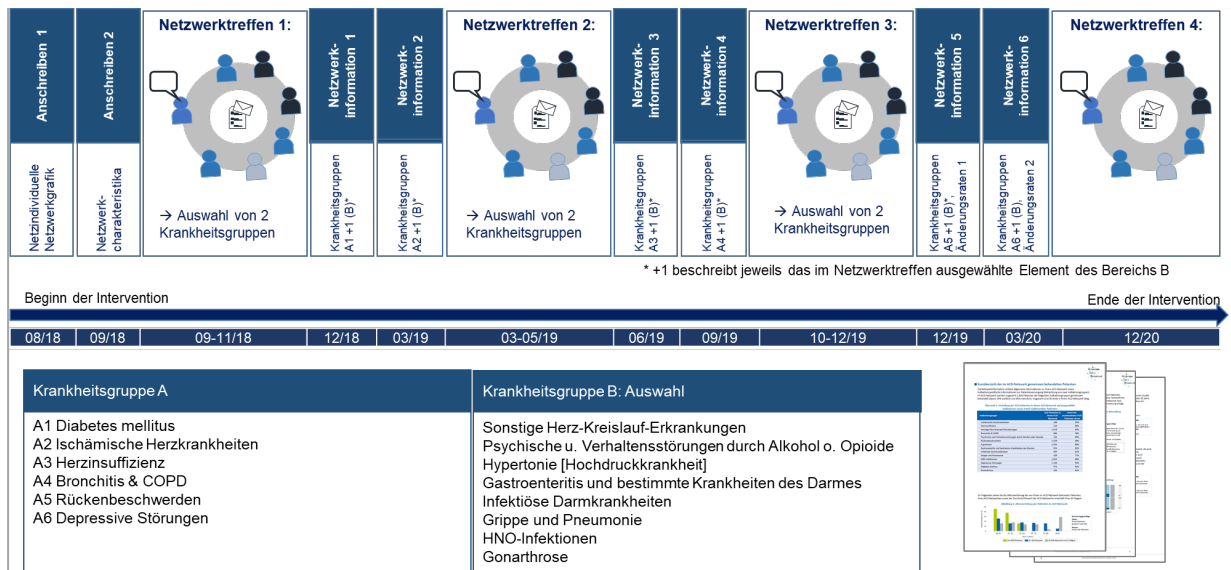 Anschreiben 1
Anschreiben 2
Netzwerktreffen 1:
Netzwerk-
information 1
Netzwerk-
information 2
Netzwerktreffen 2:
Netzwerk-
information 3
Netzwerk-
information 4
Netzwerktreffen 3:
Netzwerk-
information 5
Netzwerk-
information 6
Netzwerktreffen 4:
Netzindividuelle
Netzwerkgrafik
Netzwerk-
charakteristika
→ Auswahl von 2
Krankheitsgruppen
Krankheitsgruppen
A1 +1 (B)*
Krankheitsgruppen
A2 +1 (B)*
→ Auswahl von 2
Krankheitsgruppen
Krankheitsgruppen
A3 +1 (B)*
Krankheitsgruppen
A4 +1 (B)*
→ Auswahl von 2
Krankheitsgruppen
Krankheitsgruppen
A5 +1 (B)*,
Änderungsraten 1
Krankheitsgruppen
A6 +1 (B),
Änderungsraten 2
* +1 beschreibt jeweils das im Netzwerktreffen ausgewählte Element des Bereichs B
Beginn der Intervention
Ende der Intervention
08/18
09/18
09-11/18
12/18
03/19
03-05/19
06/19
09/19
10-12/19
12/19
03/20
12/20
Krankheitsgruppe A
A1 Diabetes mellitus
A2 Ischämische Herzkrankheiten
A3 Herzinsuffizienz
A4 Bronchitis & COPD
A5 Rückenbeschwerden
A6 Depressive Störungen
Krankheitsgruppe B: Auswahl
Sonstige Herz-Kreislauf-Erkrankungen
Psychische u. Verhaltensstörungen durch Alkohol o. Opioide
Hypertonie [Hochdruckkrankheit]
Gastroenteritis und bestimmte Krankheiten des Darmes
Infektiöse Darmkrankheiten
Grippe und Pneumonie
HNO-Infektionen
Gonarthrose